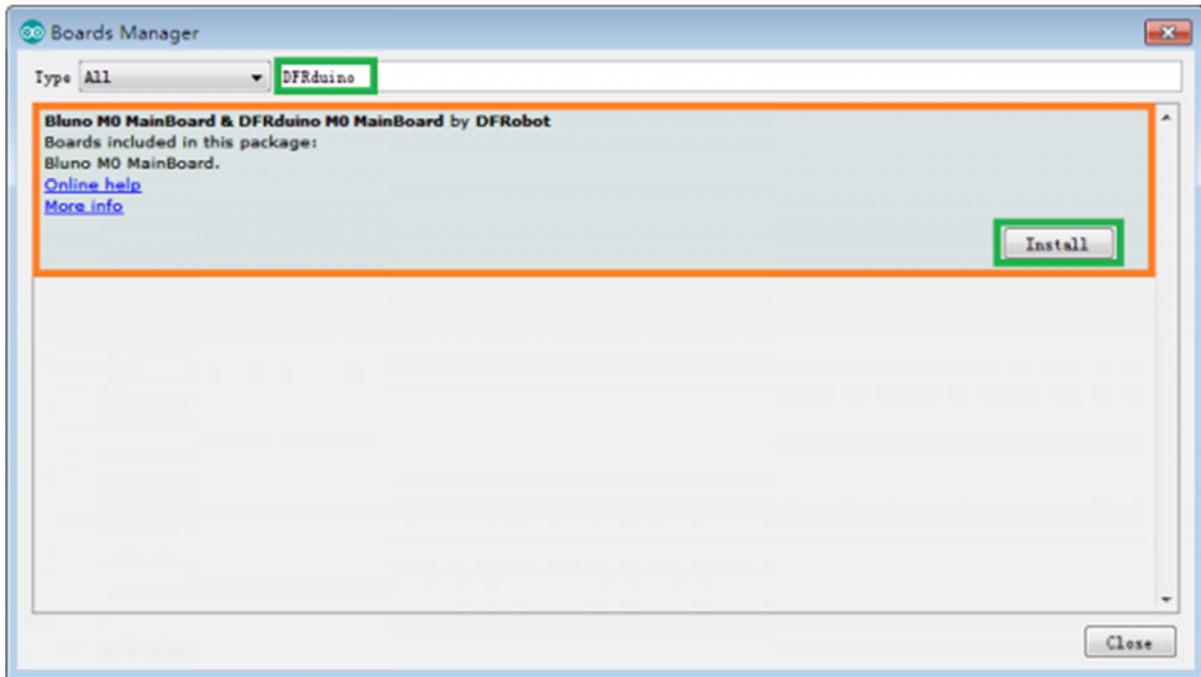 Boards Manager
Type All DFRduino
Bluno M0 MainBoard & DFRduino M0 MainBoard by DFRobot
Boards included in this package:
Bluno M0 MainBoard.
Online help
More info
Install
Close